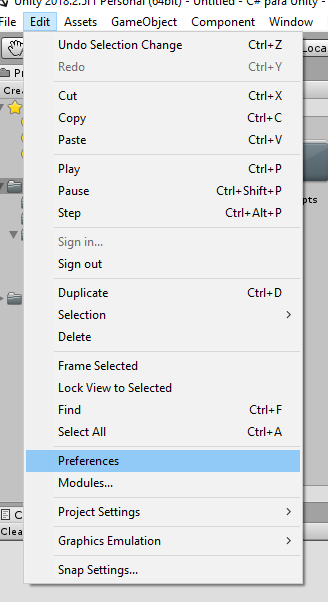 Unity 2018.2.5f1 Personal (64bit) - Untitled - C# para Unity -
File Edit Assets GameObject Component Window
Undo Selection Change Ctrl+Z
Redo Ctrl+Y
Cut Ctrl+X
Copy Ctrl+C
Paste Ctrl+V
Play Ctrl+P
Pause Ctrl+Shift+P
Step Ctrl+Alt+P
Sign in...
Sign out
Duplicate Ctrl+D
Selection
Delete
Frame Selected
Lock View to Selected
Find Ctrl+F
Select All Ctrl+A
Preferences
Modules...
Project Settings
Graphics Emulation
Snap Settings...